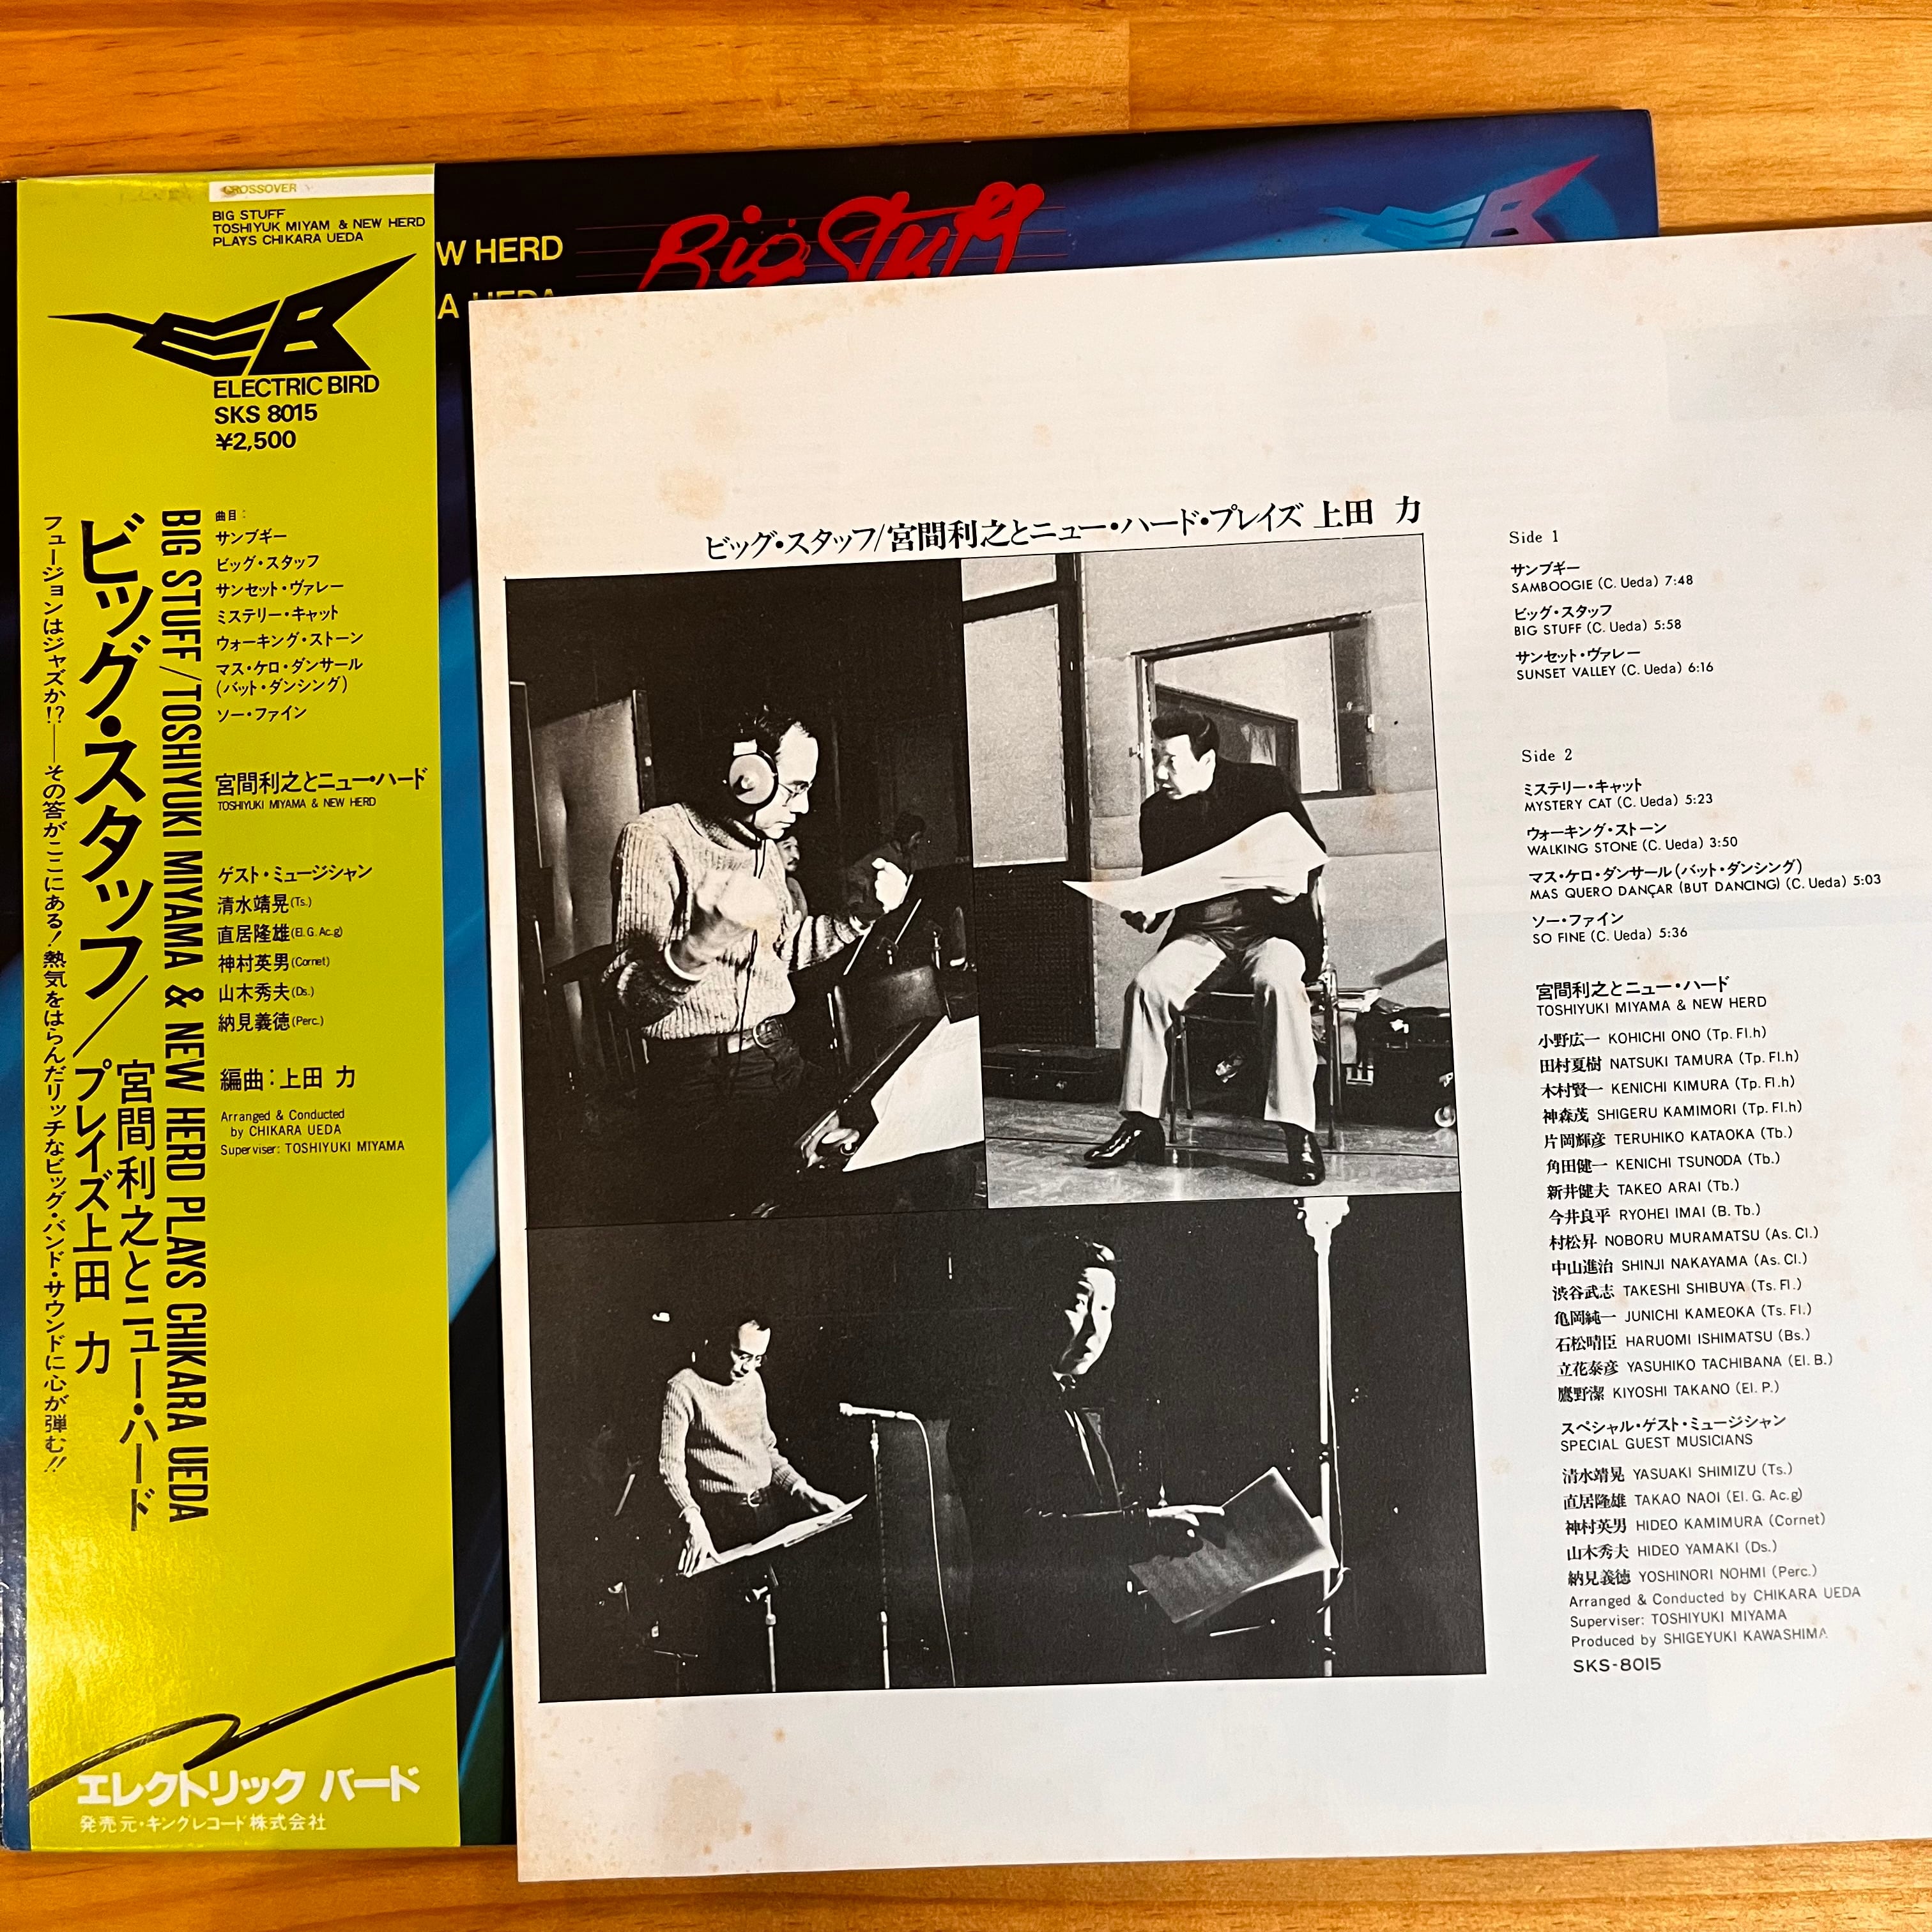 CROSSOVER
BIG STUFF
TOSHIYUK MIYAM & NEW HERD
PLAYS CHIKARA UEDA
EB
ELECTRIC BIRD
SKS 8015
¥2,500
曲目:
サンブギー
ビッグ・スタッフ
サンセット・ヴァレー
ミステリー・キャット
ウォーキング・ストーン
マス・ケロ・ダンサール
(バット・ダンシング)
ソー・ファイン
宮間利之とニュー・ハード
TOSHIYUKI MIYAMA & NEW HERD
ゲスト・ミュージシャン
清水靖晃(Ts.)
直居隆雄(El.G.Ac.g)
神村英男(Cornet)
山木秀夫(Ds.)
納見義徳(Perc.)
編曲:上田 力
Arranged & Conducted
by CHIKARA UEDA
Superviser: TOSHIYUKI MIYAMA
BIG STUFF/TOSHIYUKI MIYAMA & NEW HERD PLAYS CHIKARA UEDA
ビッグ・スタッフ/宮間利之とニュー・ハード
プレイズ上田 力
フュージョンはジャズか!?──その答がここにある!熱気をはらんだリッチなビッグ・バンド・サウンドに心が弾む!!
エレクトリック バード
発売元・キングレコード株式会社
W HERD
A UEDA
Big Stuff
EB
ビッグ・スタッフ/宮間利之とニュー・ハード・プレイズ 上田 力
Side 1
サンブギー
SAMBOOGIE (C. Ueda) 7:48
ビッグ・スタッフ
BIG STUFF (C. Ueda) 5:58
サンセット・ヴァレー
SUNSET VALLEY (C. Ueda) 6:16
Side 2
ミステリー・キャット
MYSTERY CAT (C. Ueda) 5:23
ウォーキング・ストーン
WALKING STONE (C. Ueda) 3:50
マス・ケロ・ダンサール(バット・ダンシング)
MAS QUERO DANÇAR (BUT DANCING) (C. Ueda) 5:03
ソー・ファイン
SO FINE (C. Ueda) 5:36
宮間利之とニュー・ハード
TOSHIYUKI MIYAMA & NEW HERD
小野広一 KOHICHI ONO (Tp. Fl.h)
田村夏樹 NATSUKI TAMURA (Tp. Fl.h)
木村賢一 KENICHI KIMURA (Tp. Fl.h)
神森茂 SHIGERU KAMIMORI (Tp. Fl.h)
片岡輝彦 TERUHIKO KATAOKA (Tb.)
角田健一 KENICHI TSUNODA (Tb.)
新井健夫 TAKEO ARAI (Tb.)
今井良平 RYOHEI IMAI (B. Tb.)
村松昇 NOBORU MURAMATSU (As. Cl.)
中山進治 SHINJI NAKAYAMA (As. Cl.)
渋谷武志 TAKESHI SHIBUYA (Ts. Fl.)
亀岡純一 JUNICHI KAMEOKA (Ts. Fl.)
石松晴臣 HARUOMI ISHIMATSU (Bs.)
立花泰彦 YASUHIKO TACHIBANA (El. B.)
鷹野潔 KIYOSHI TAKANO (El. P.)
スペシャル・ゲスト・ミュージシャン
SPECIAL GUEST MUSICIANS
清水靖晃 YASUAKI SHIMIZU (Ts.)
直居隆雄 TAKAO NAOI (El. G. Ac.g)
神村英男 HIDEO KAMIMURA (Cornet)
山木秀夫 HIDEO YAMAKI (Ds.)
納見義徳 YOSHINORI NOHMI (Perc.)
Arranged & Conducted by CHIKARA UEDA
Superviser: TOSHIYUKI MIYAMA
Produced by SHIGEYUKI KAWASHIMA
SKS-8015